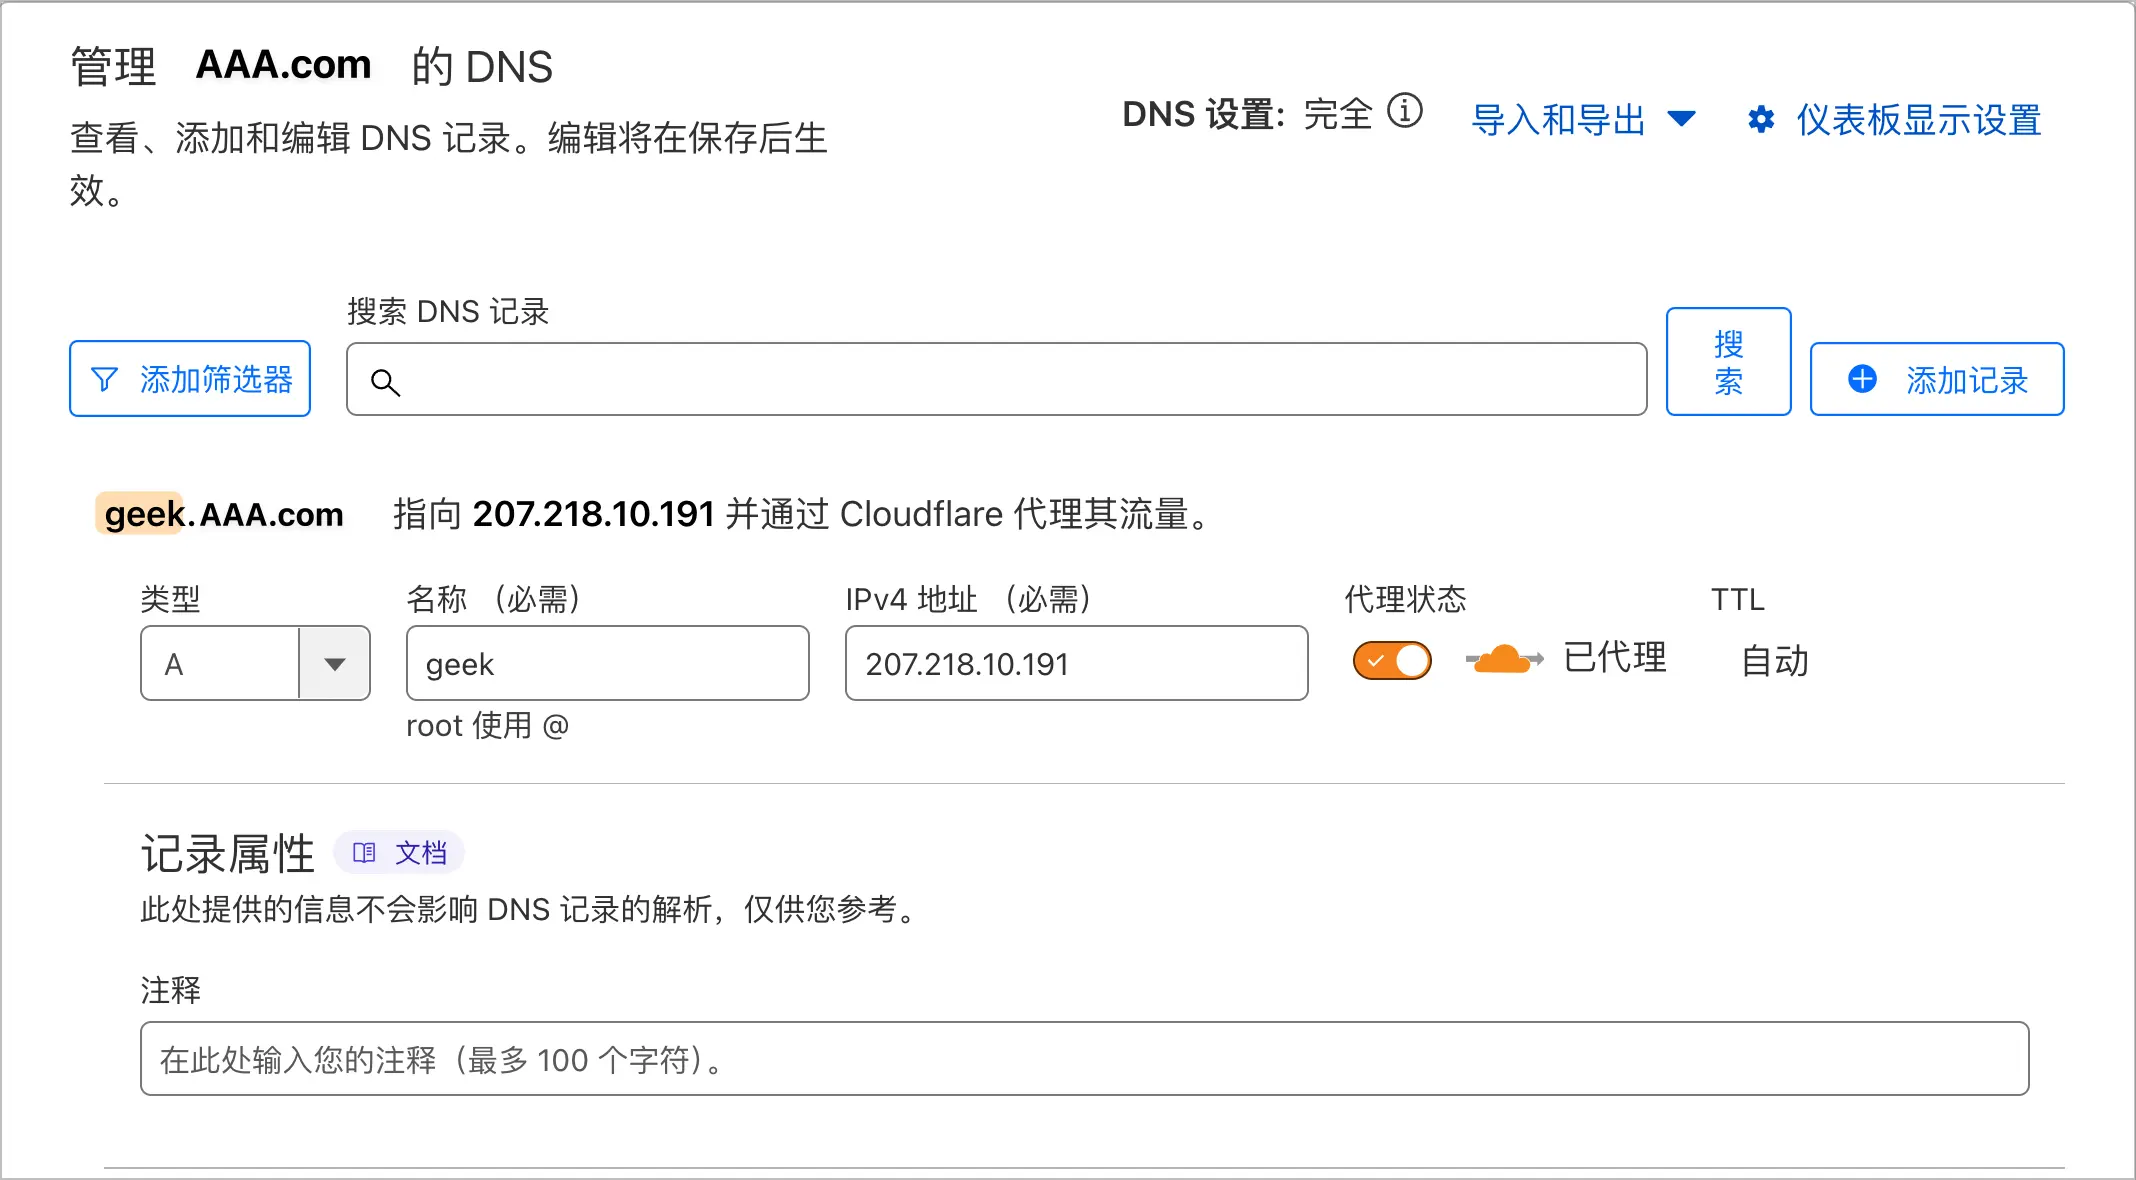 管理 AAA.com 的 DNS
查看、添加和编辑 DNS 记录。编辑将在保存后生
效。
DNS 设置: 完全
导入和导出
仪表板显示设置
搜索 DNS 记录
添加筛选器
搜
索
添加记录
geek.AAA.com 指向 207.218.10.191 并通过 Cloudflare 代理其流量。
类型
名称 （必需）
IPv4 地址 （必需）
代理状态
TTL
A
geek
207.218.10.191
已代理
自动
root 使用 @
记录属性
文档
此处提供的信息不会影响 DNS 记录的解析，仅供您参考。
注释
在此处输入您的注释（最多 100 个字符）。